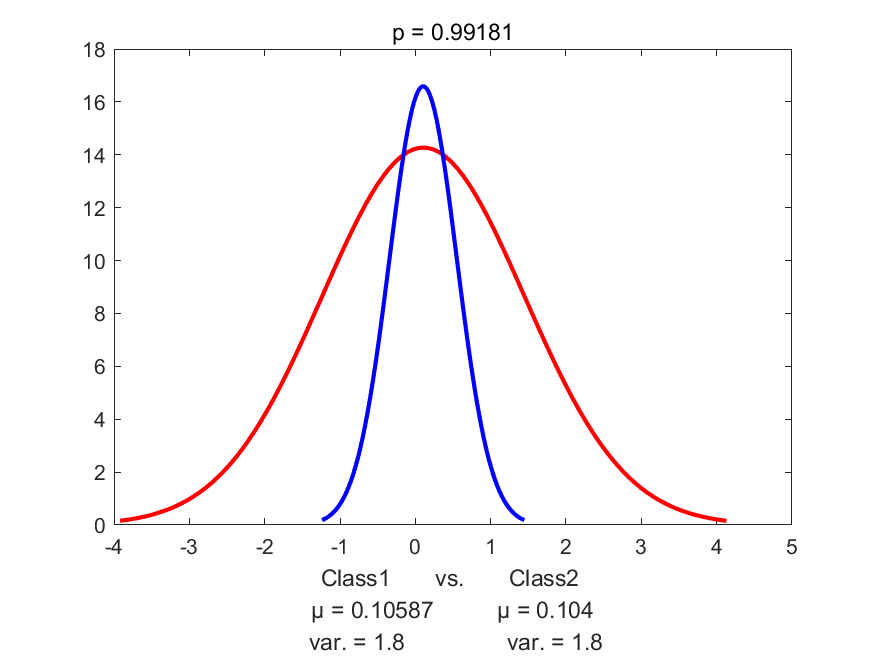 p = 0.99181
18
16
14
12
10
8
6
4
2
0
-4 -3 -2 -1 0 1 2 3 4 5
Class1 vs. Class2
μ = 0.10587 μ = 0.104
var. = 1.8 var. = 1.8